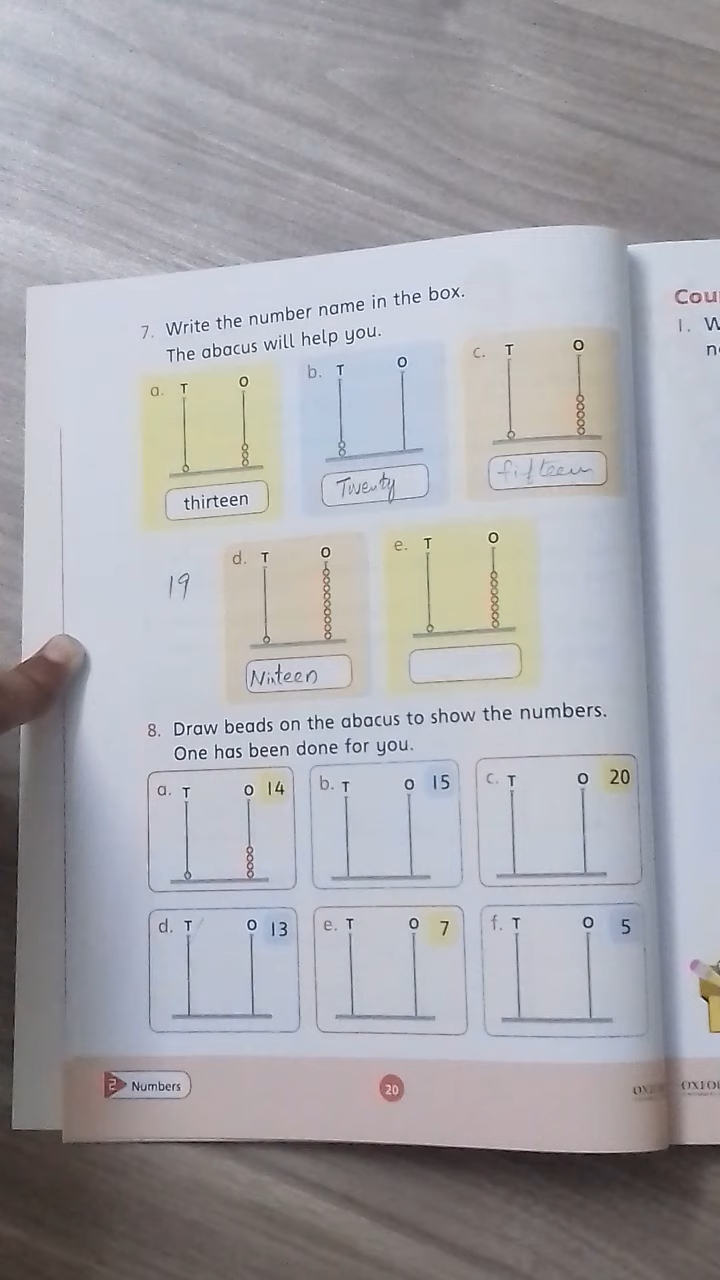 7. Write the number name in the box.
The abacus will help you.
a. T O
b. T O
c. T O
thirteen
Twenty
fifteen
19
d. T O
e. T O
Ninteen
8. Draw beads on the abacus to show the numbers.
One has been done for you.
a. T O 14
b. T O 15
c. T O 20
d. T O 13
e. T O 7
f. T O 5
2 Numbers
20
Cou
1. W
n